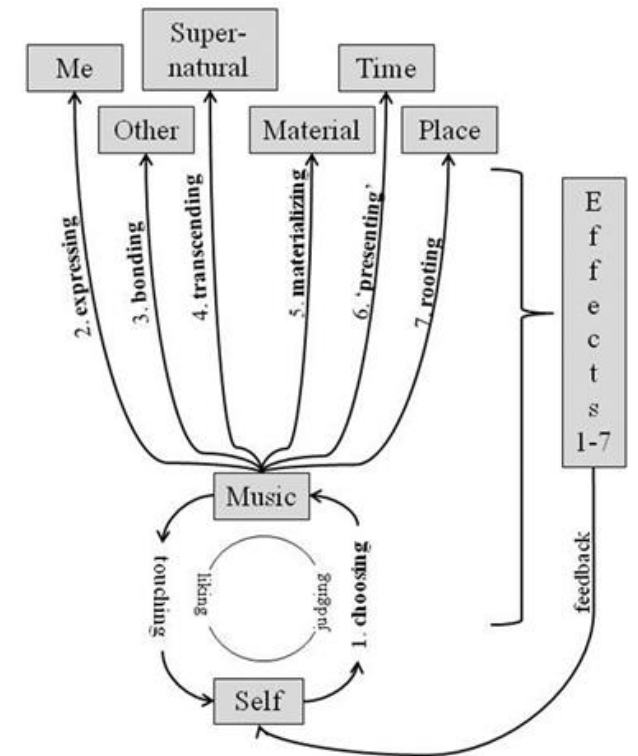 Super-
natural
Me
Time
Other
Material
Place
2. expressing
3. bonding
4. transcending
5. materializing
6. ‘presenting’
7. rooting
E
f
f
e
c
t
s
1-7
Music
touching
liking
judging
1. choosing
feedback
Self